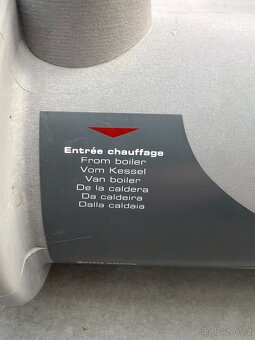 Entrée chauffage
From boiler
Vom Kessel
Van boiler
De la caldera
Da caldeira
Dalla caldaia